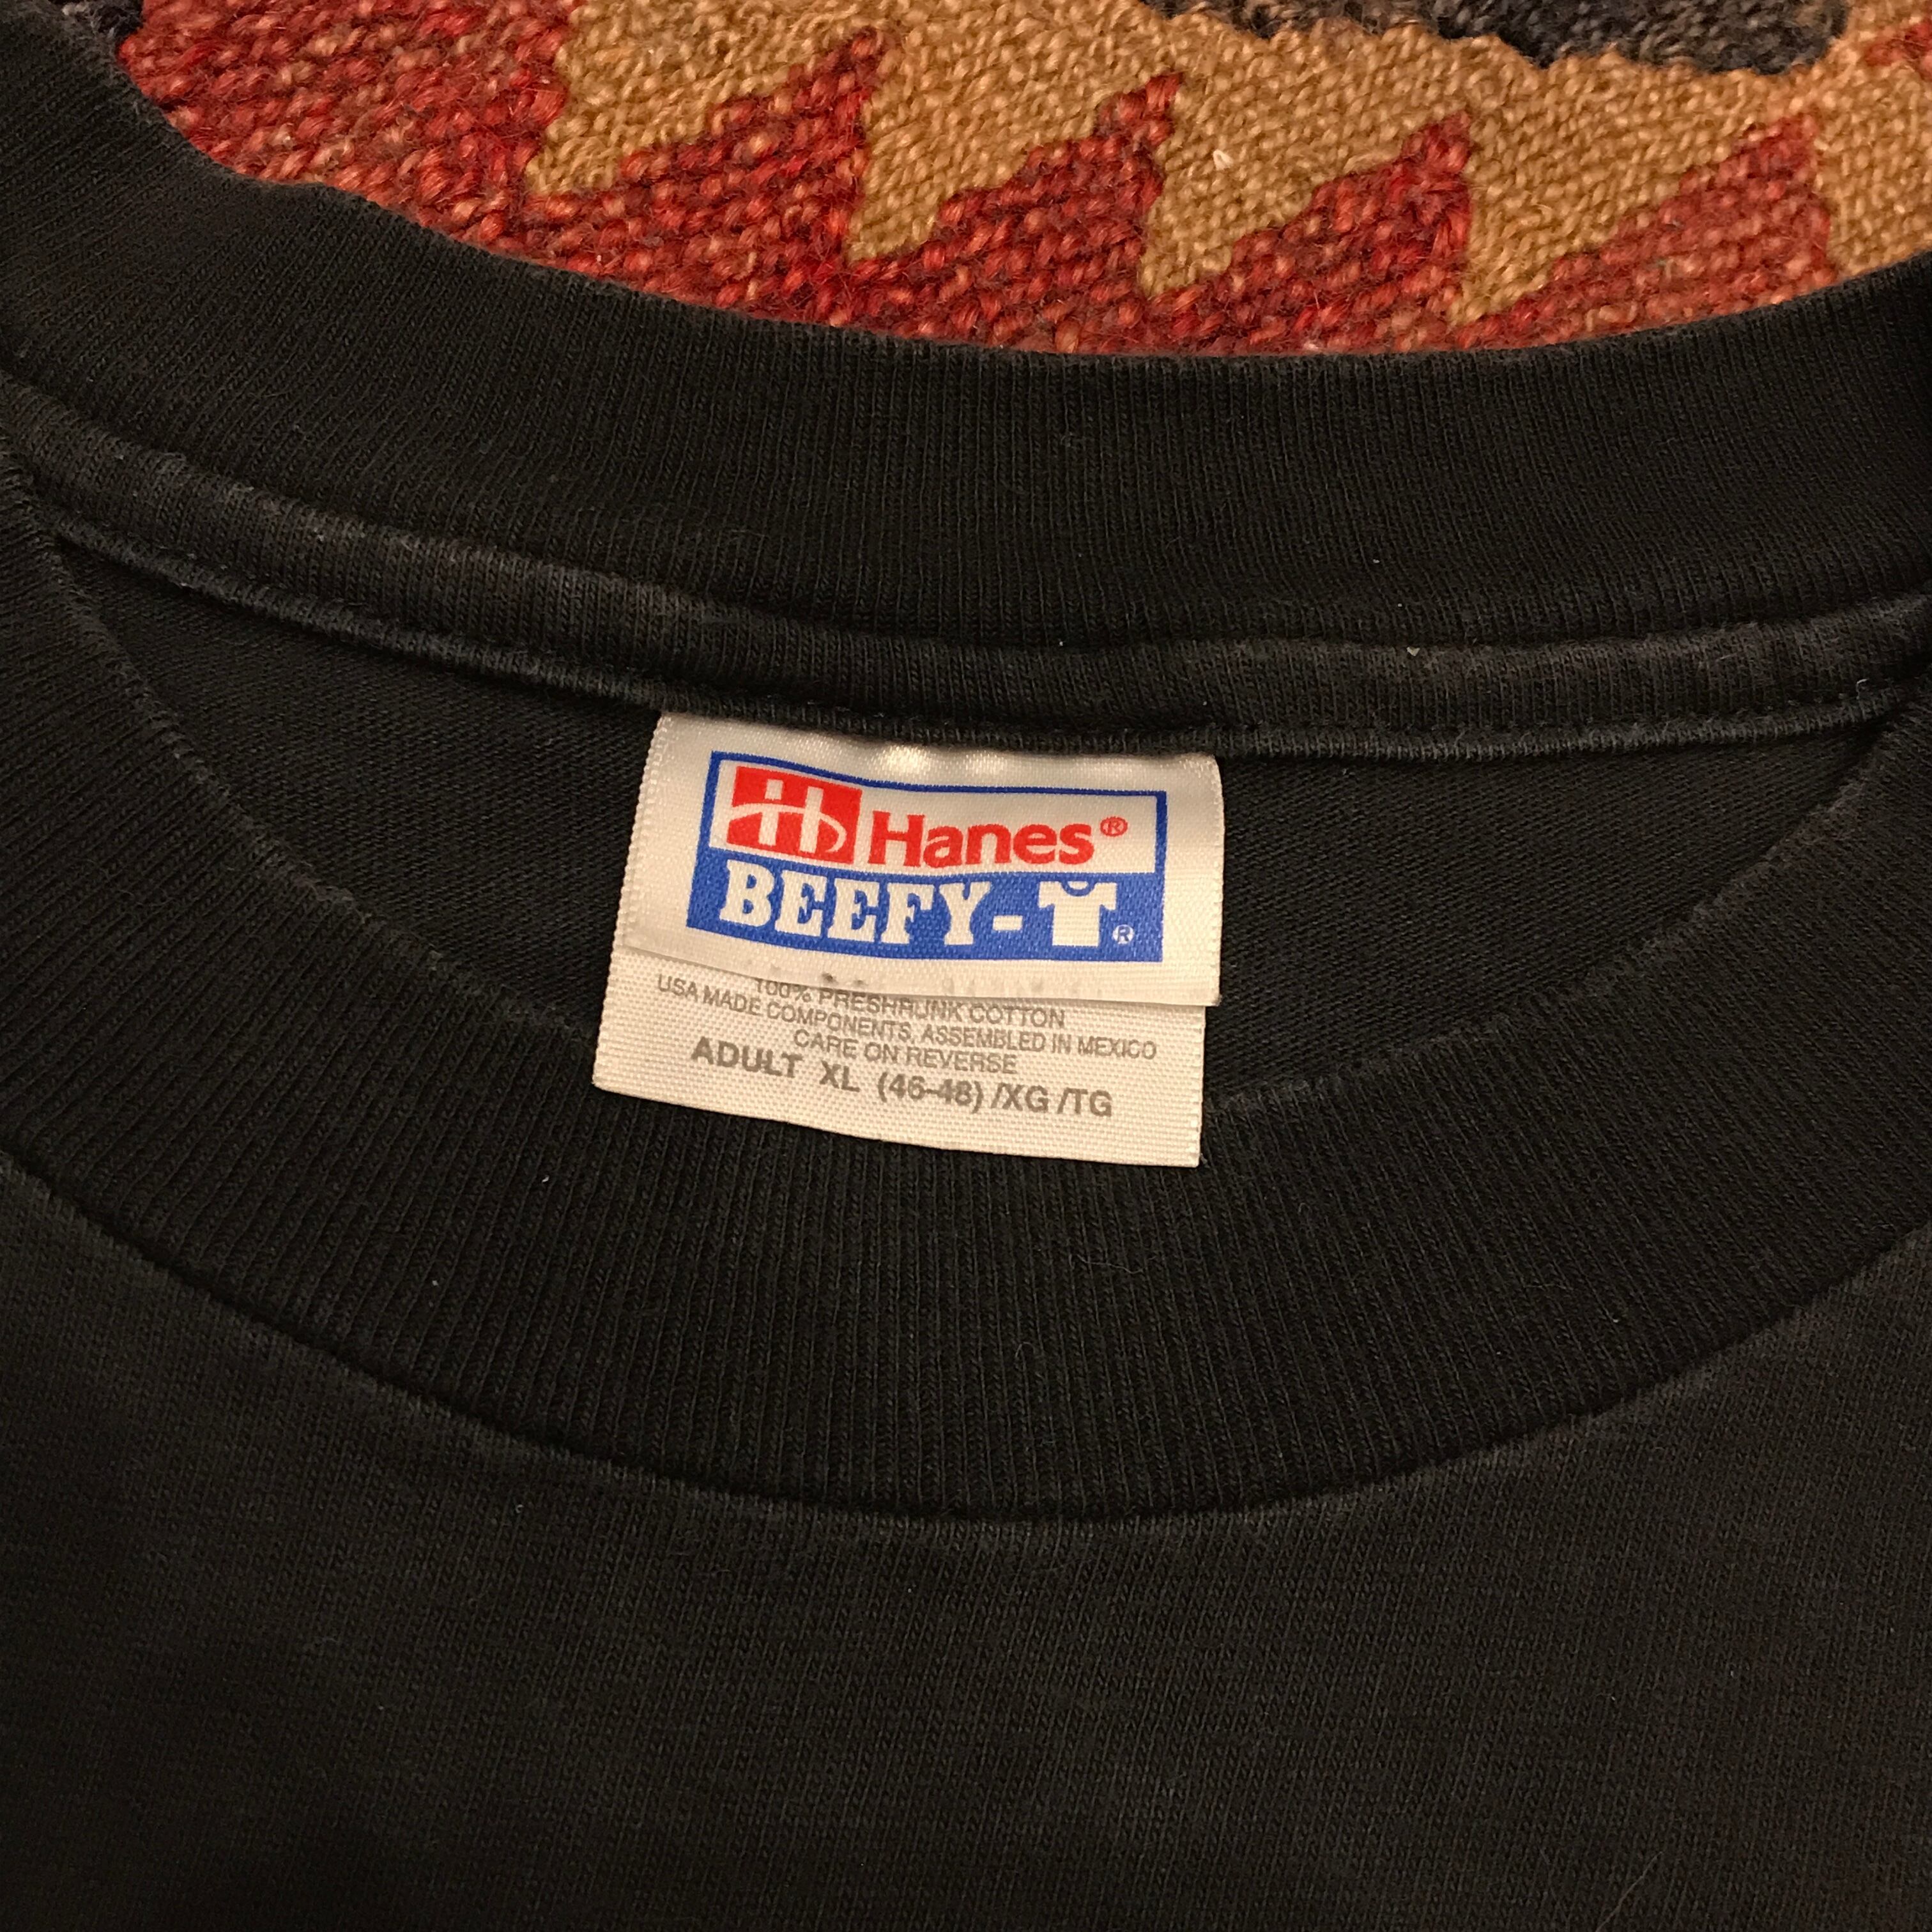 Hanes®
BEEFY-T®
100% PRESHRUNK COTTON
USA MADE COMPONENTS, ASSEMBLED IN MEXICO
CARE ON REVERSE
ADULT XL (46-48) /XG /TG